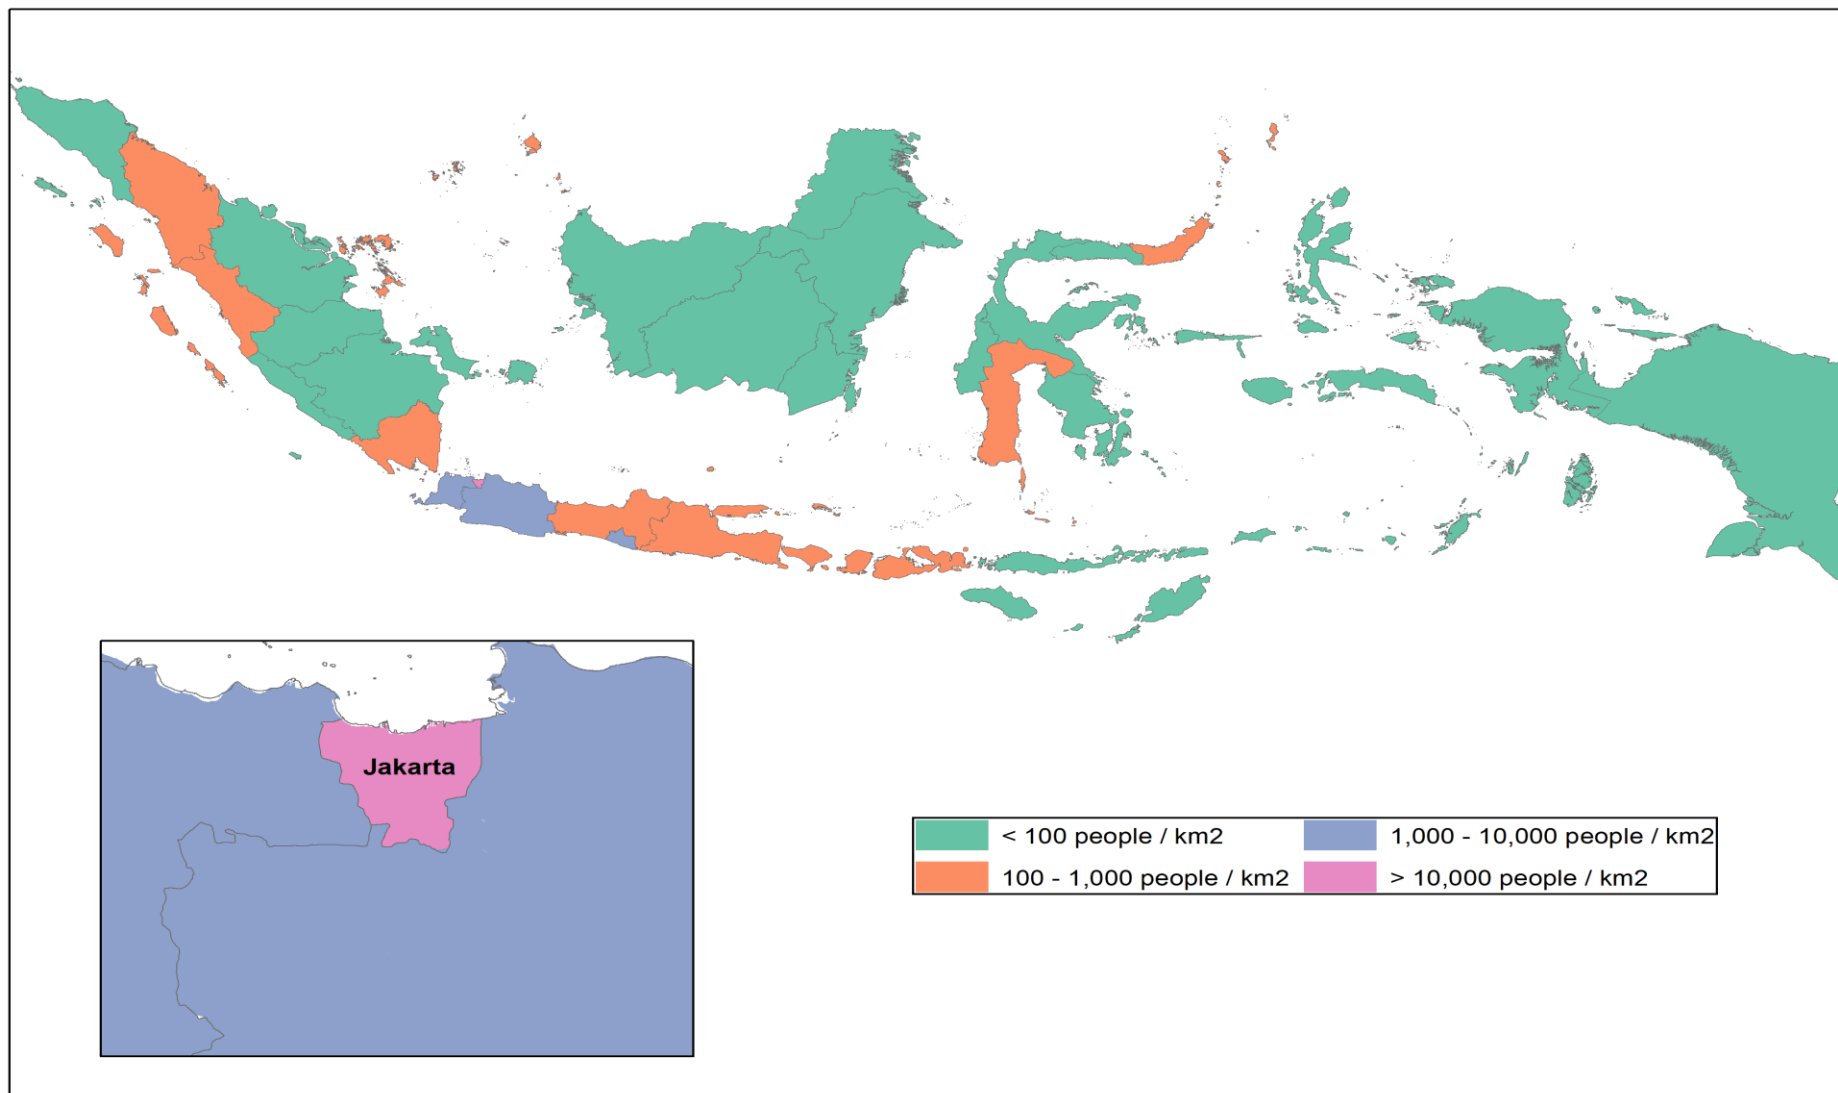 Jakarta
< 100 people / km2
1,000 - 10,000 people / km2
100 - 1,000 people / km2
> 10,000 people / km2